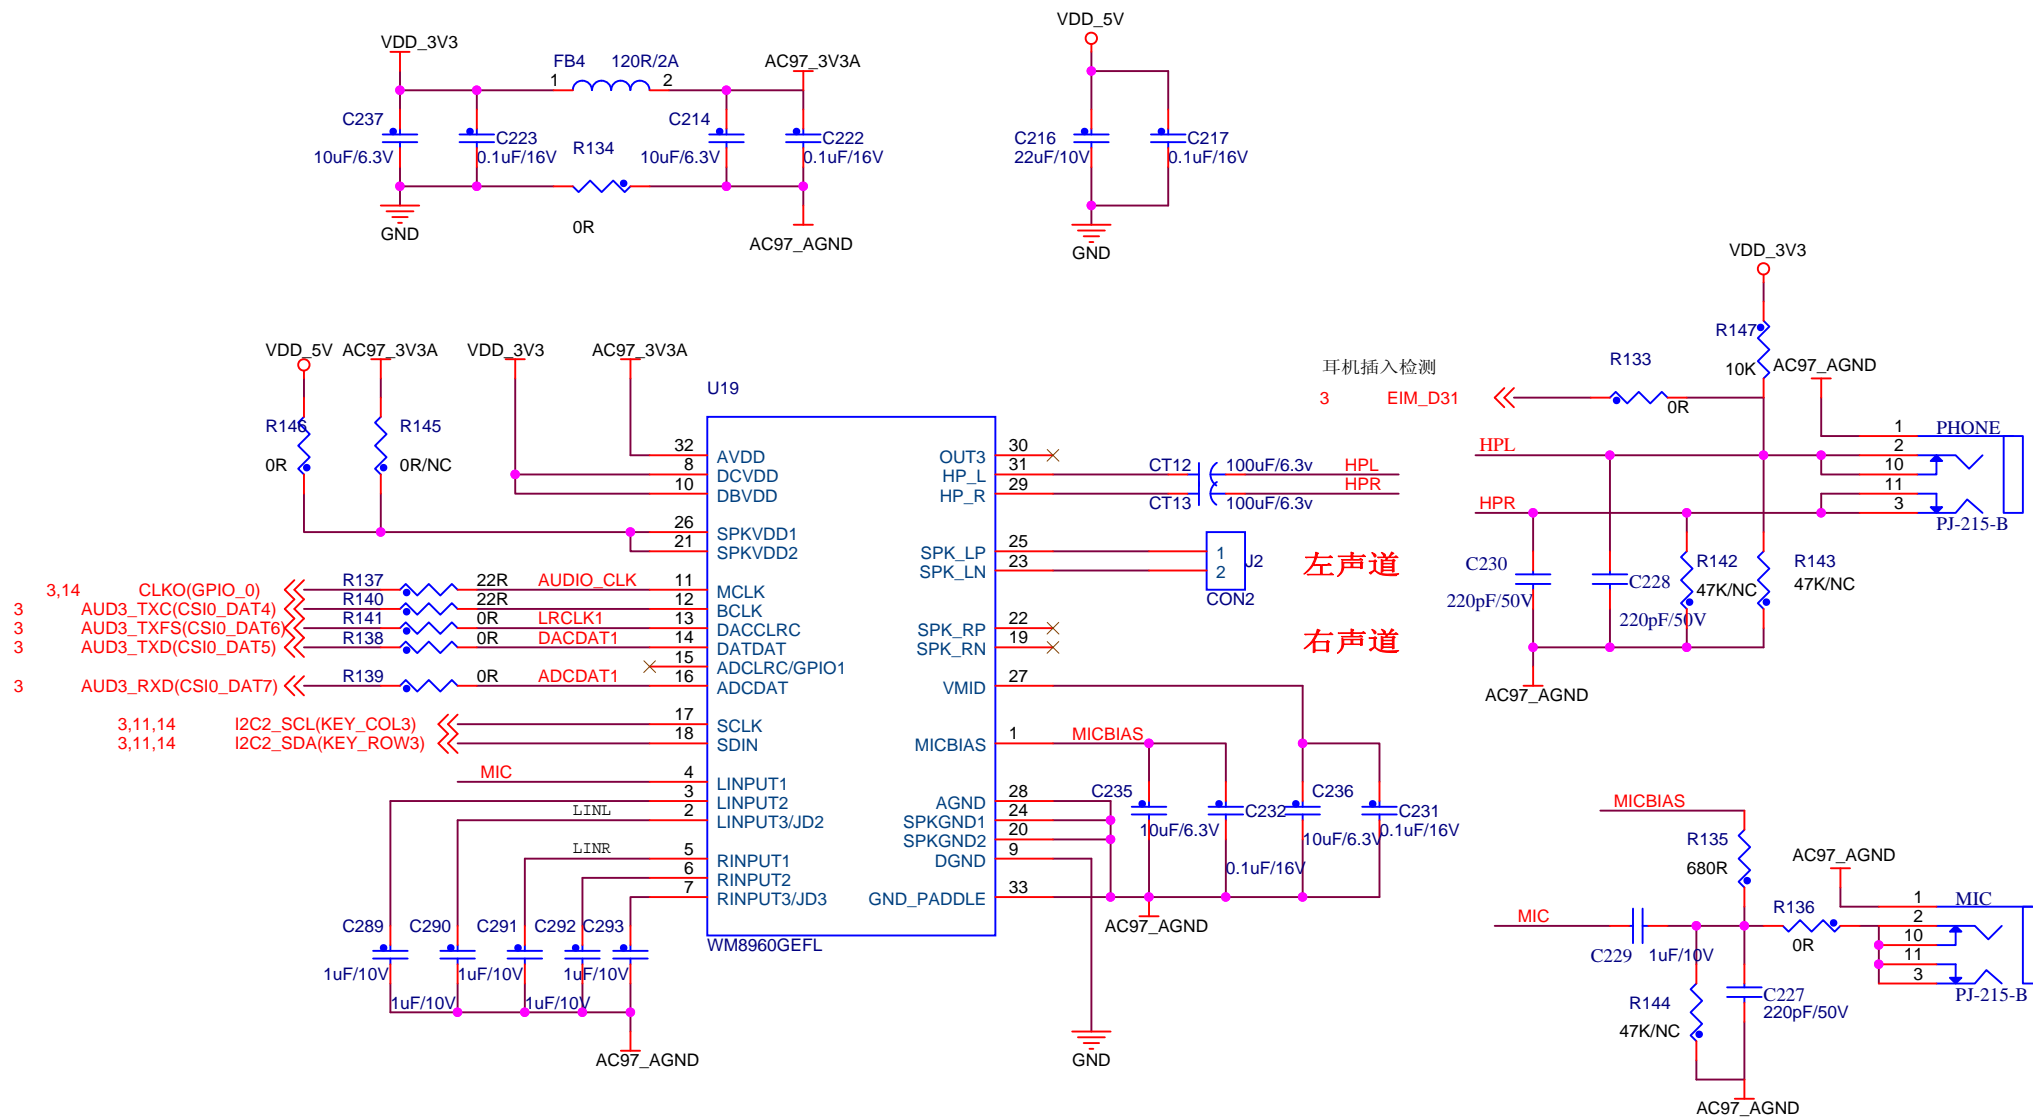 VDD_3V3
FB4 120R/2A
1 2
AC97_3V3A
C237
10uF/6.3V
C223
0.1uF/16V
R134
0R
C214
10uF/6.3V
C222
0.1uF/16V
GND
AC97_AGND
VDD_5V
C216
22uF/10V
C217
0.1uF/16V
GND
VDD_5V AC97_3V3A VDD_3V3 AC97_3V3A
R146
0R
R145
0R/NC
U19
32 AVDD
8 DCVDD
10 DBVDD
26 SPKVDD1
21 SPKVDD2
3,14 CLKO(GPIO_0) R137 22R AUDIO_CLK 11 MCLK
3 AUD3_TXC(CSI0_DAT4) R140 22R 12 BCLK
3 AUD3_TXFS(CSI0_DAT6) R141 0R LRCLK1 13 DACCLRC
3 AUD3_TXD(CSI0_DAT5) R138 0R DACDAT1 14 DATDAT
15 ADCLRC/GPIO1
3 AUD3_RXD(CSI0_DAT7) R139 0R ADCDAT1 16 ADCDAT
3,11,14 I2C2_SCL(KEY_COL3) 17 SCLK
3,11,14 I2C2_SDA(KEY_ROW3) 18 SDIN
MIC 4 LINPUT1
3 LINPUT2
LINL 2 LINPUT3/JD2
LINR 5 RINPUT1
6 RINPUT2
7 RINPUT3/JD3
WM8960GEFL
C289 C290 C291 C292 C293
1uF/10V 1uF/10V 1uF/10V
1uF/10V 1uF/10V
AC97_AGND
OUT3 30
HP_L 31 CT12 100uF/6.3v HPL
HP_R 29 CT13 100uF/6.3v HPR
SPK_LP 25 1
SPK_LN 23 2
J2
CON2
左声道
SPK_RP 22
SPK_RN 19
右声道
VMID 27
MICBIAS 1 MICBIAS
AGND 28
SPKGND1 24
SPKGND2 20
DGND 9
GND_PADDLE 33
C235
10uF/6.3V
C232
0.1uF/16V
C236
10uF/6.3V
C231
0.1uF/16V
AC97_AGND
GND
耳机插入检测
3 EIM_D31
R133
0R
VDD_3V3
R147
10K
AC97_AGND
HPL
HPR
1 PHONE
2
10
11
3
PJ-215-B
C230
220pF/50V
C228
220pF/50V
R142
47K/NC
R143
47K/NC
AC97_AGND
MICBIAS
R135
680R
AC97_AGND
MIC
C229
1uF/10V
R136
0R
1 MIC
2
10
11
3
PJ-215-B
R144
47K/NC
C227
220pF/50V
AC97_AGND